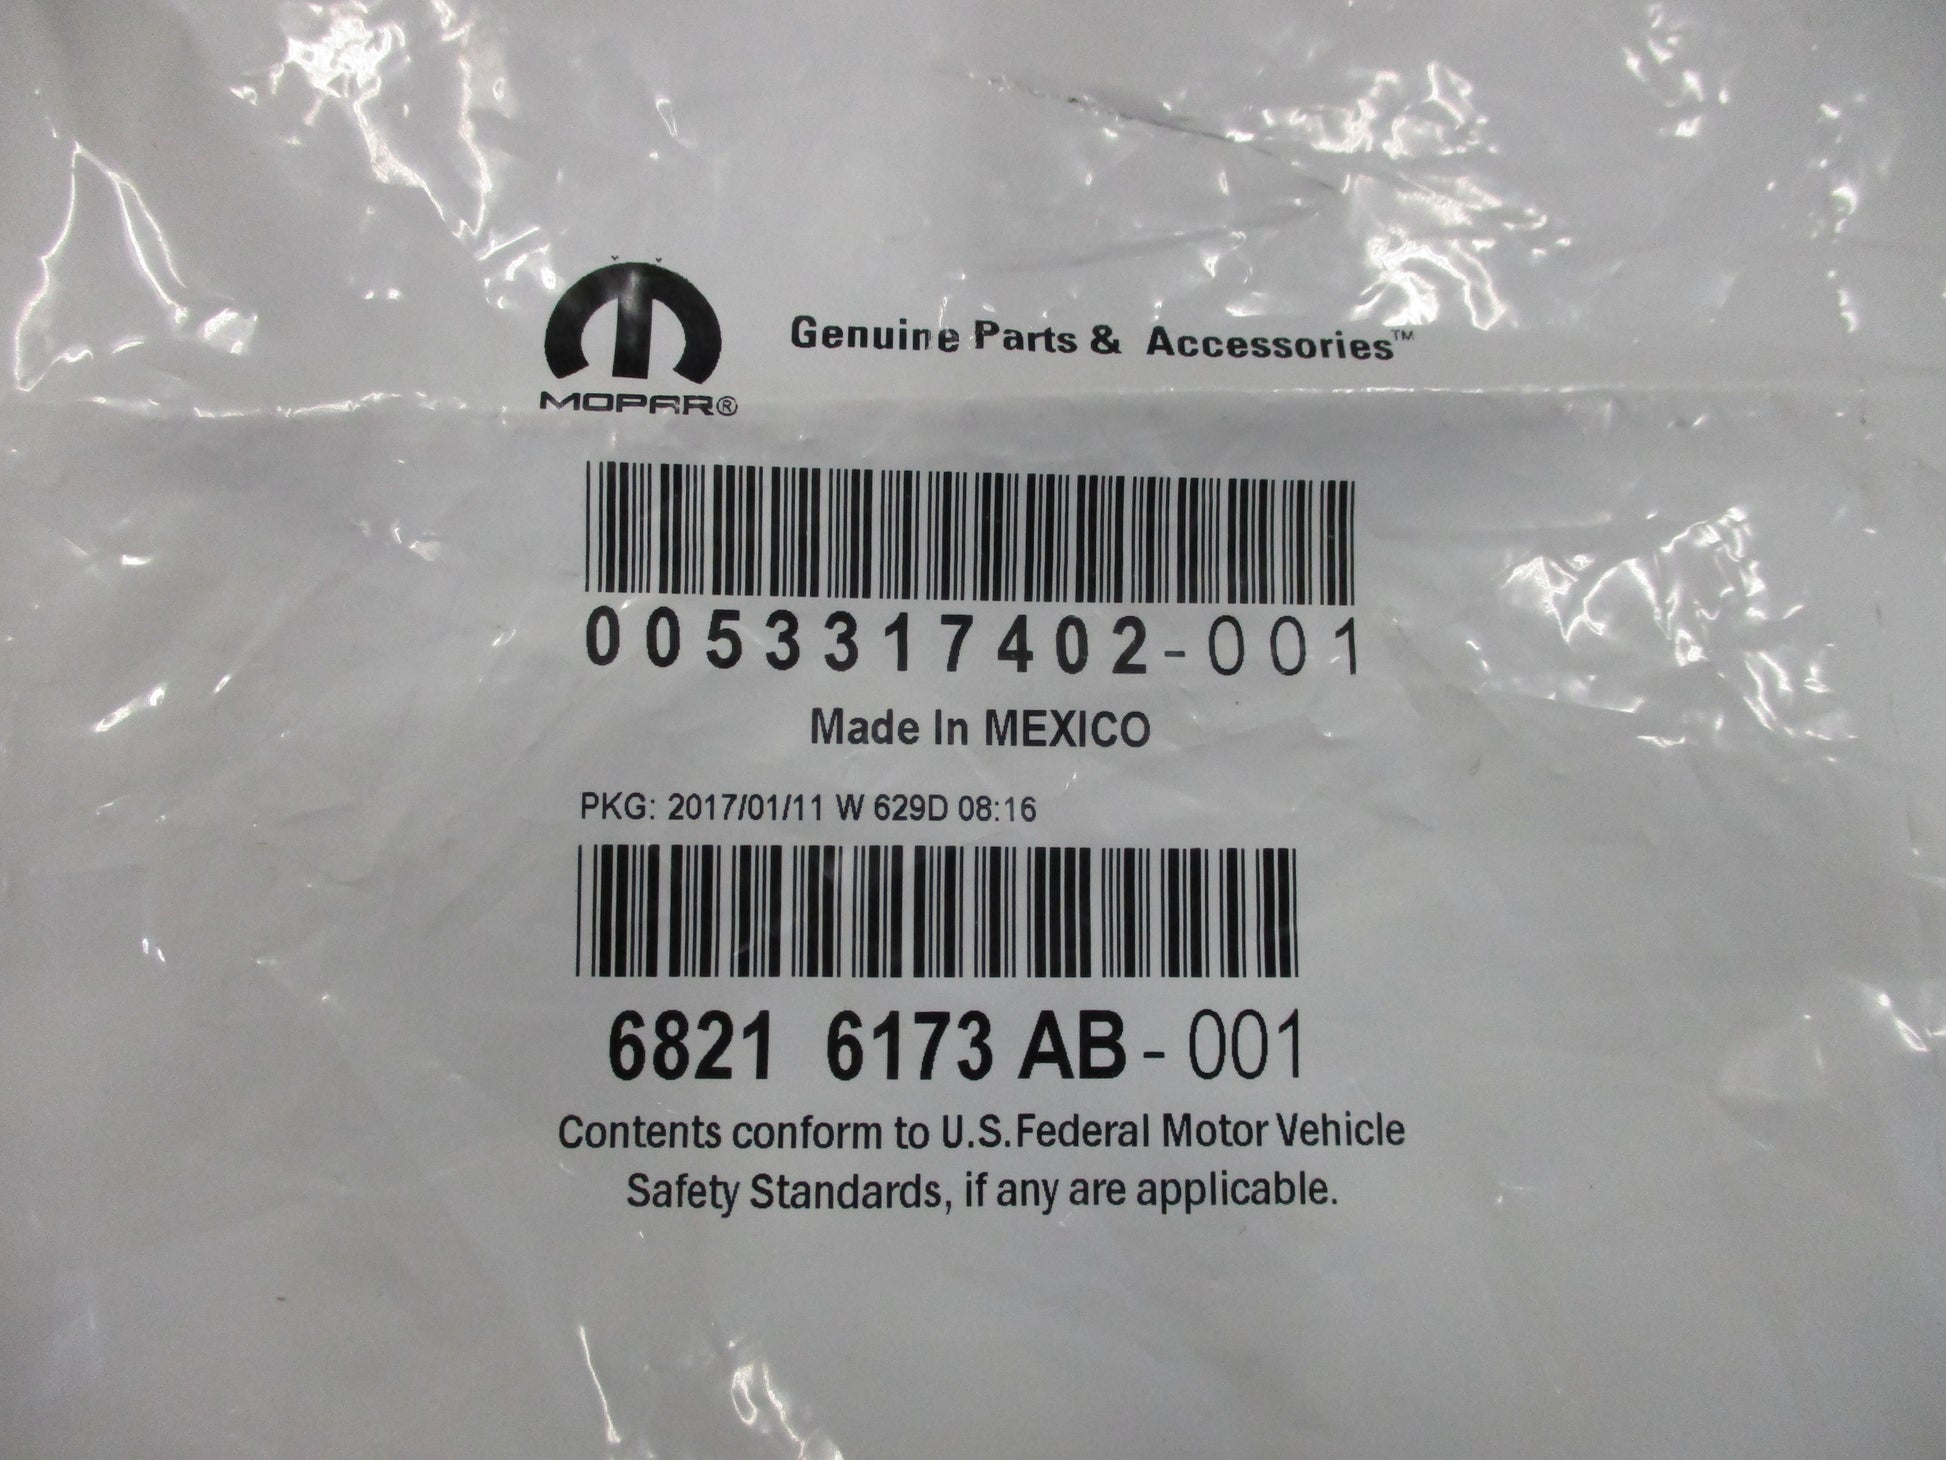 Genuine Parts & Accessories™
MOPAR®
0053317402-001
Made In MEXICO
PKG: 2017/01/11 W 629D 08:16
6821 6173 AB - 001
Contents conform to U.S. Federal Motor Vehicle
Safety Standards, if any are applicable.